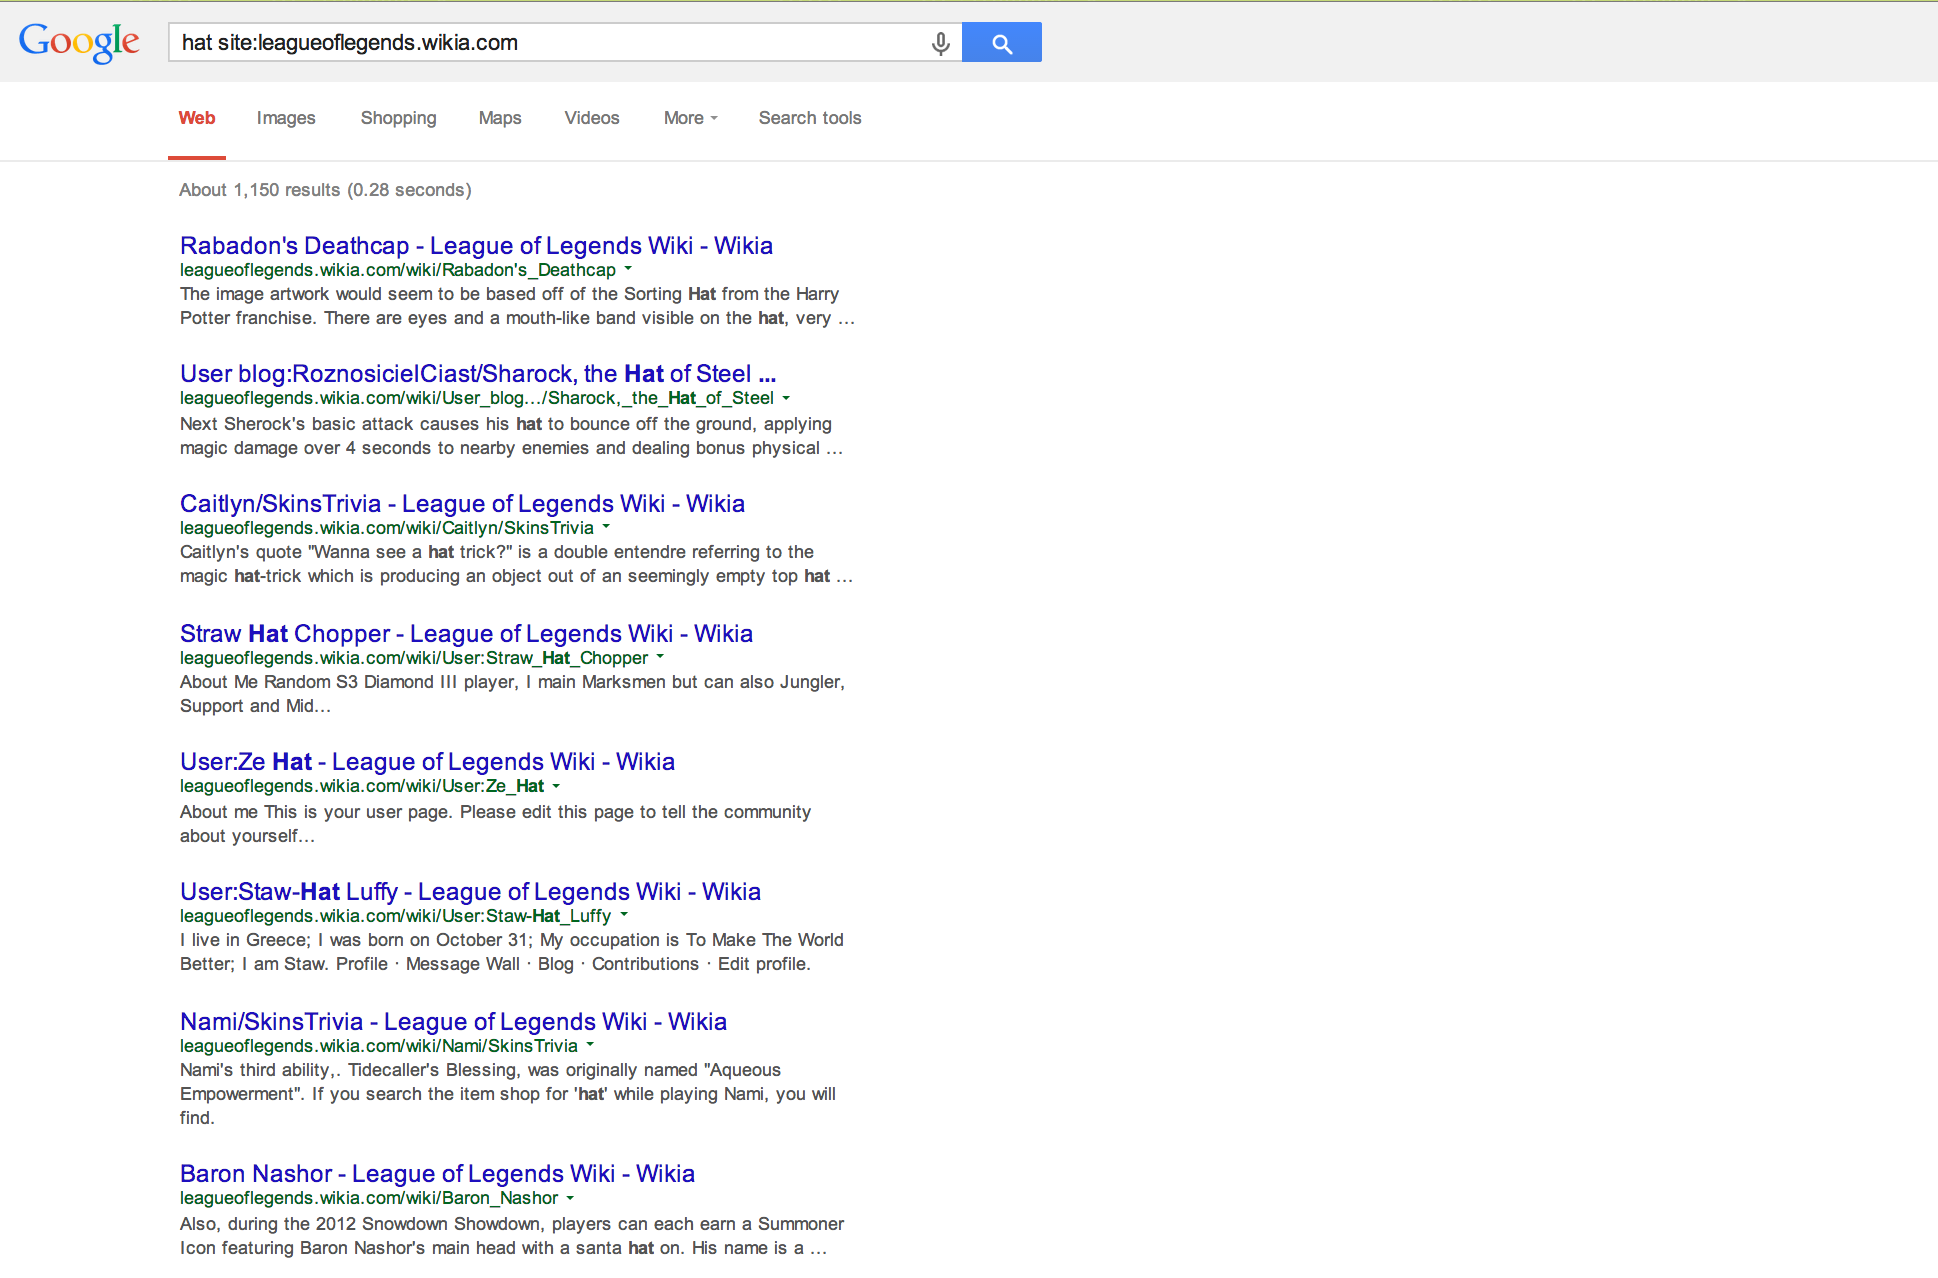 Google
hat site:leagueoflegends.wikia.com
Web Images Shopping Maps Videos More Search tools
About 1,150 results (0.28 seconds)
Rabadon's Deathcap - League of Legends Wiki - Wikia
leagueoflegends.wikia.com/wiki/Rabadon's_Deathcap
The image artwork would seem to be based off of the Sorting Hat from the Harry
Potter franchise. There are eyes and a mouth-like band visible on the hat, very ...
User blog:RoznosicielCiast/Sharock, the Hat of Steel ...
leagueoflegends.wikia.com/wiki/User_blog.../Sharock,_the_Hat_of_Steel
Next Sherock's basic attack causes his hat to bounce off the ground, applying
magic damage over 4 seconds to nearby enemies and dealing bonus physical ...
Caitlyn/SkinsTrivia - League of Legends Wiki - Wikia
leagueoflegends.wikia.com/wiki/Caitlyn/SkinsTrivia
Caitlyn's quote "Wanna see a hat trick?" is a double entendre referring to the
magic hat-trick which is producing an object out of an seemingly empty top hat ...
Straw Hat Chopper - League of Legends Wiki - Wikia
leagueoflegends.wikia.com/wiki/User:Straw_Hat_Chopper
About Me Random S3 Diamond III player, I main Marksmen but can also Jungler,
Support and Mid...
User:Ze Hat - League of Legends Wiki - Wikia
leagueoflegends.wikia.com/wiki/User:Ze_Hat
About me This is your user page. Please edit this page to tell the community
about yourself...
User:Staw-Hat Luffy - League of Legends Wiki - Wikia
leagueoflegends.wikia.com/wiki/User:Staw-Hat_Luffy
I live in Greece; I was born on October 31; My occupation is To Make The World
Better; I am Staw. Profile · Message Wall · Blog · Contributions · Edit profile.
Nami/SkinsTrivia - League of Legends Wiki - Wikia
leagueoflegends.wikia.com/wiki/Nami/SkinsTrivia
Nami's third ability,. Tidecaller's Blessing, was originally named "Aqueous
Empowerment". If you search the item shop for 'hat' while playing Nami, you will
find.
Baron Nashor - League of Legends Wiki - Wikia
leagueoflegends.wikia.com/wiki/Baron_Nashor
Also, during the 2012 Snowdown Showdown, players can each earn a Summoner
Icon featuring Baron Nashor's main head with a santa hat on. His name is a ...